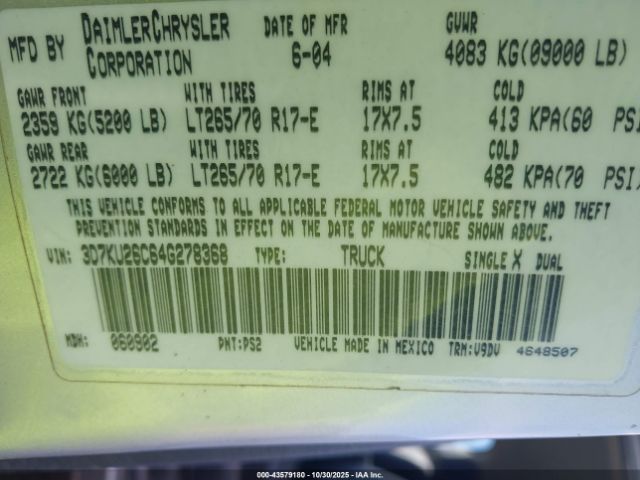 MFD BY DAIMLERCHRYSLER CORPORATION DATE OF MFR 6-04 GVWR 4083 KG(09000 LB)
GAWR FRONT WITH TIRES RIMS AT COLD
2359 KG(5200 LB) LT265/70 R17-E 17X7.5 413 KPA(60 PSI
GAWR REAR WITH TIRES RIMS AT COLD
2722 KG(6000 LB) LT265/70 R17-E 17X7.5 482 KPA(70 PSI)
THIS VEHICLE CONFORMS TO ALL APPLICABLE FEDERAL MOTOR VEHICLE SAFETY AND THEFT
PREVENTION STANDARDS IN EFFECT ON THE DATE OF MANUFACTURE SHOWN ABOVE.
VIN: 3D7KU26C64G278368 TYPE: TRUCK SINGLE X DUAL
MDH: 060902 PNT:PS2 VEHICLE MADE IN MEXICO TRM:V9DV 4648507
000-43579180 - 10/30/2025 - IAA Inc.